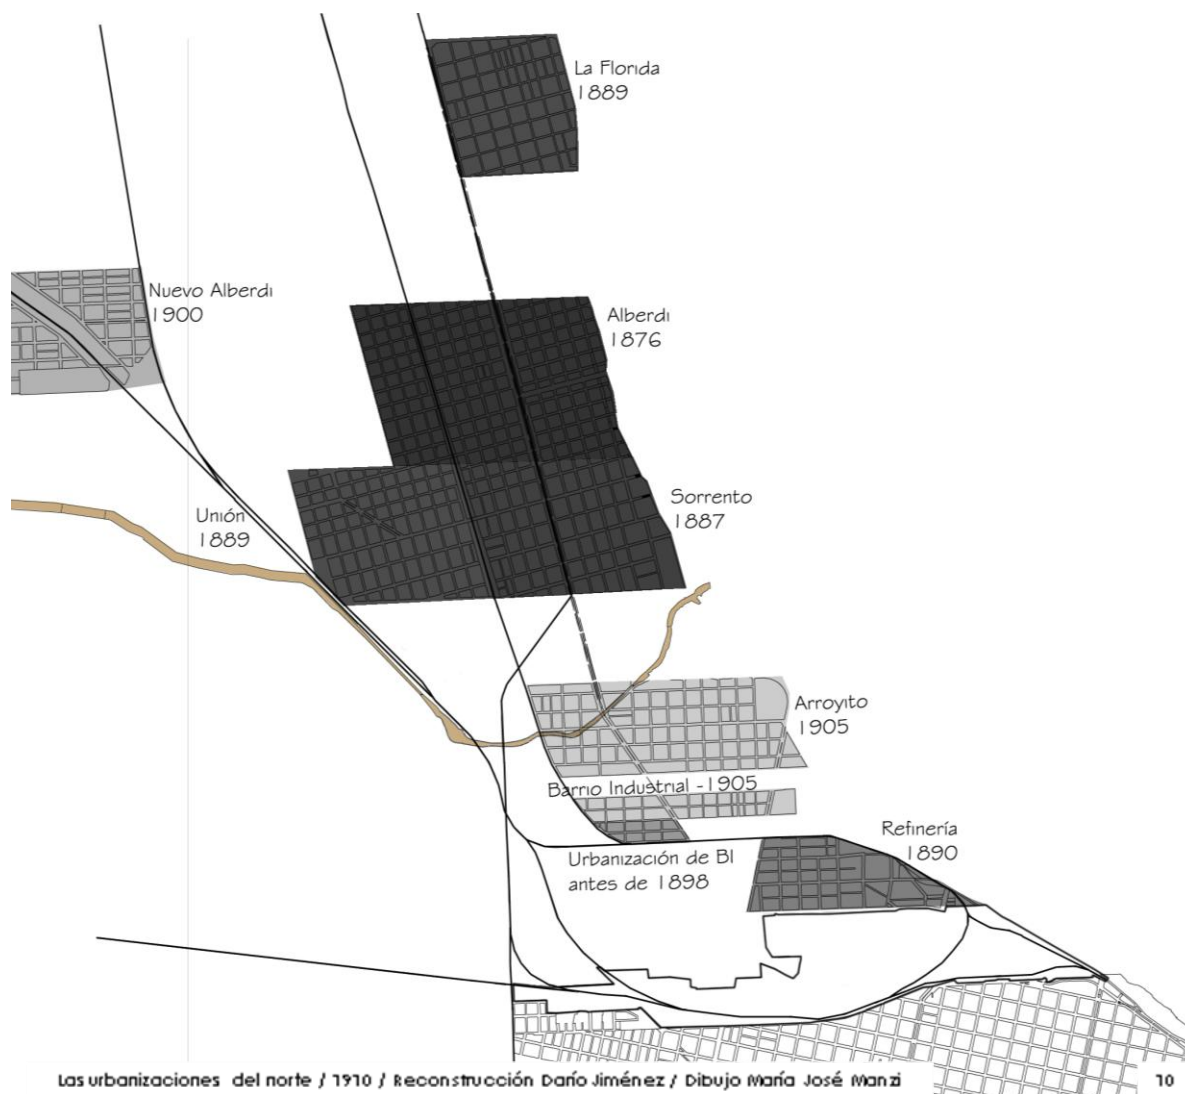 La Florida
1889
Nuevo Alberdi
1900
Alberdi
1876
Sorrento
1887
Unión
1889
Arroyito
1905
Barrio Industrial -1905
Refinería
1890
Urbanización de BI
antes de 1898
Las urbanizaciones del norte / 1910 / Reconstrucción Darío Jiménez / Dibujo María José Manzi
10